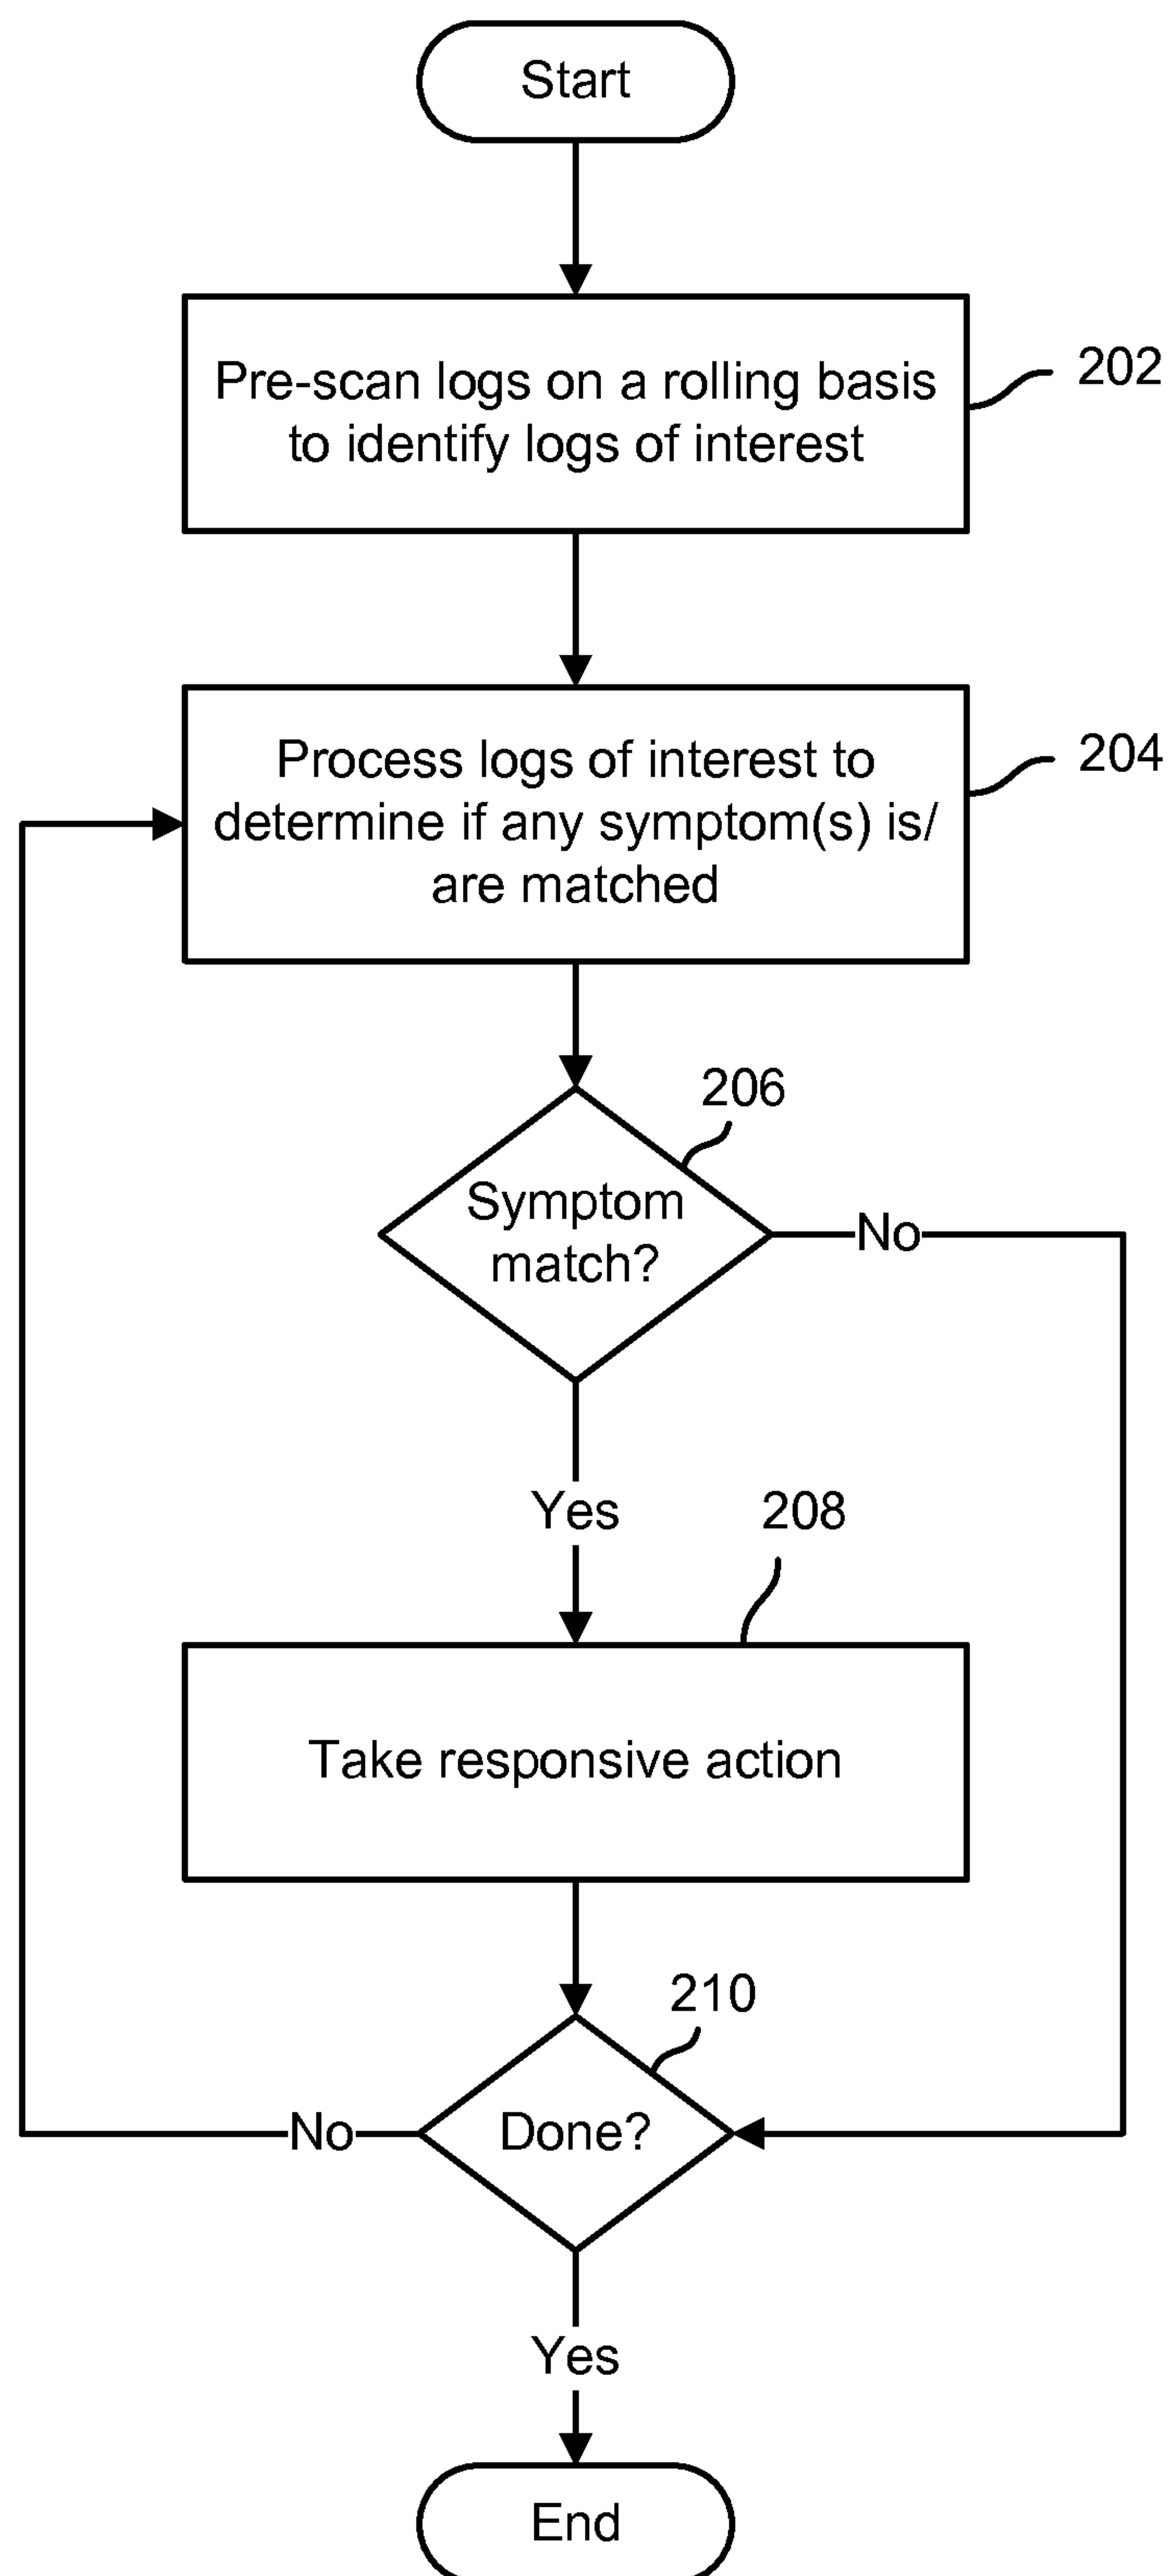 Start
Pre-scan logs on a rolling basis
to identify logs of interest
202
Process logs of interest to
determine if any symptom(s) is/
are matched
204
206
Symptom
match?
No
Yes
208
Take responsive action
210
Done?
No
Yes
End